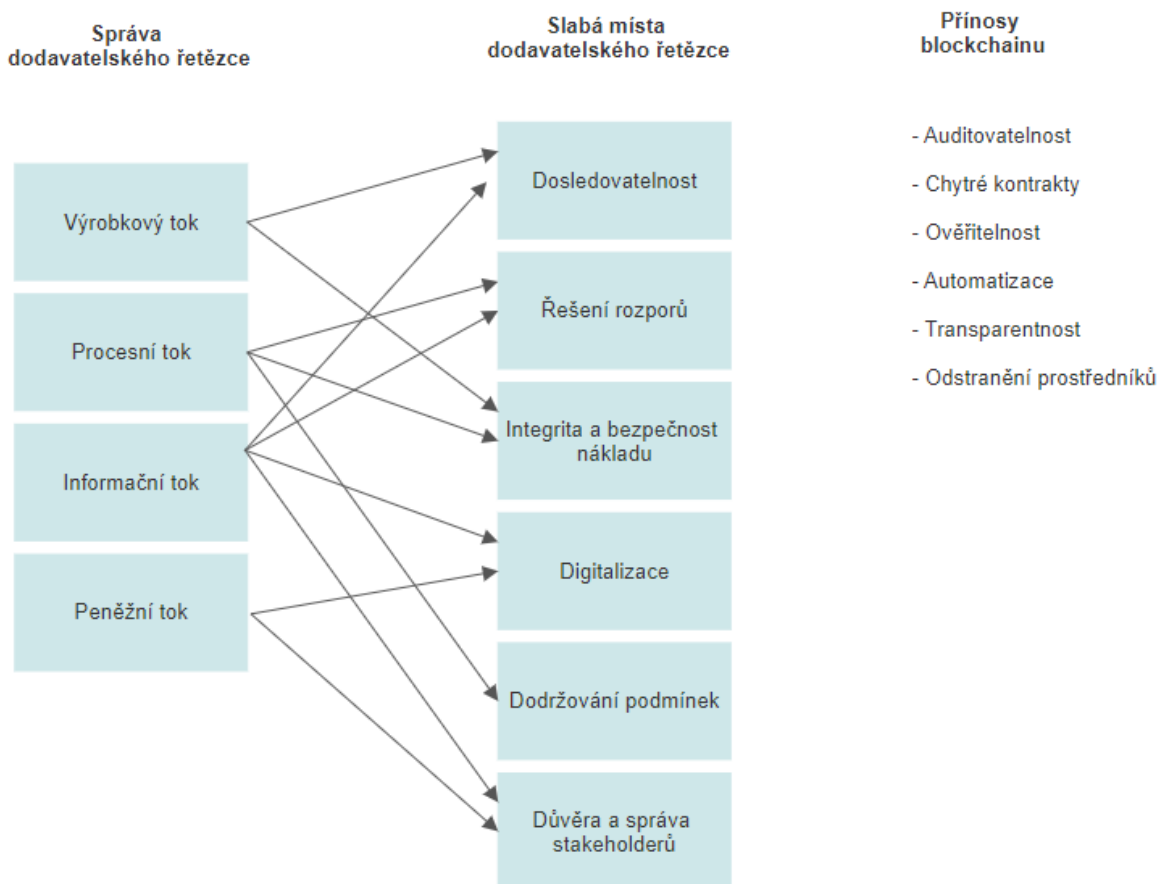 Správa
dodavatelského řetězce
Slabá místa
dodavatelského řetězce
Přínosy
blockchainu
Výrobkový tok
Procesní tok
Informační tok
Peněžní tok
Dosledovatelnost
Řešení rozporů
Integrita a bezpečnost
nákladu
Digitalizace
Dodržování podmínek
Důvěra a správa
stakeholderů
- Auditovatelnost
- Chytré kontrakty
- Ověřitelnost
- Automatizace
- Transparentnost
- Odstranění prostředníků